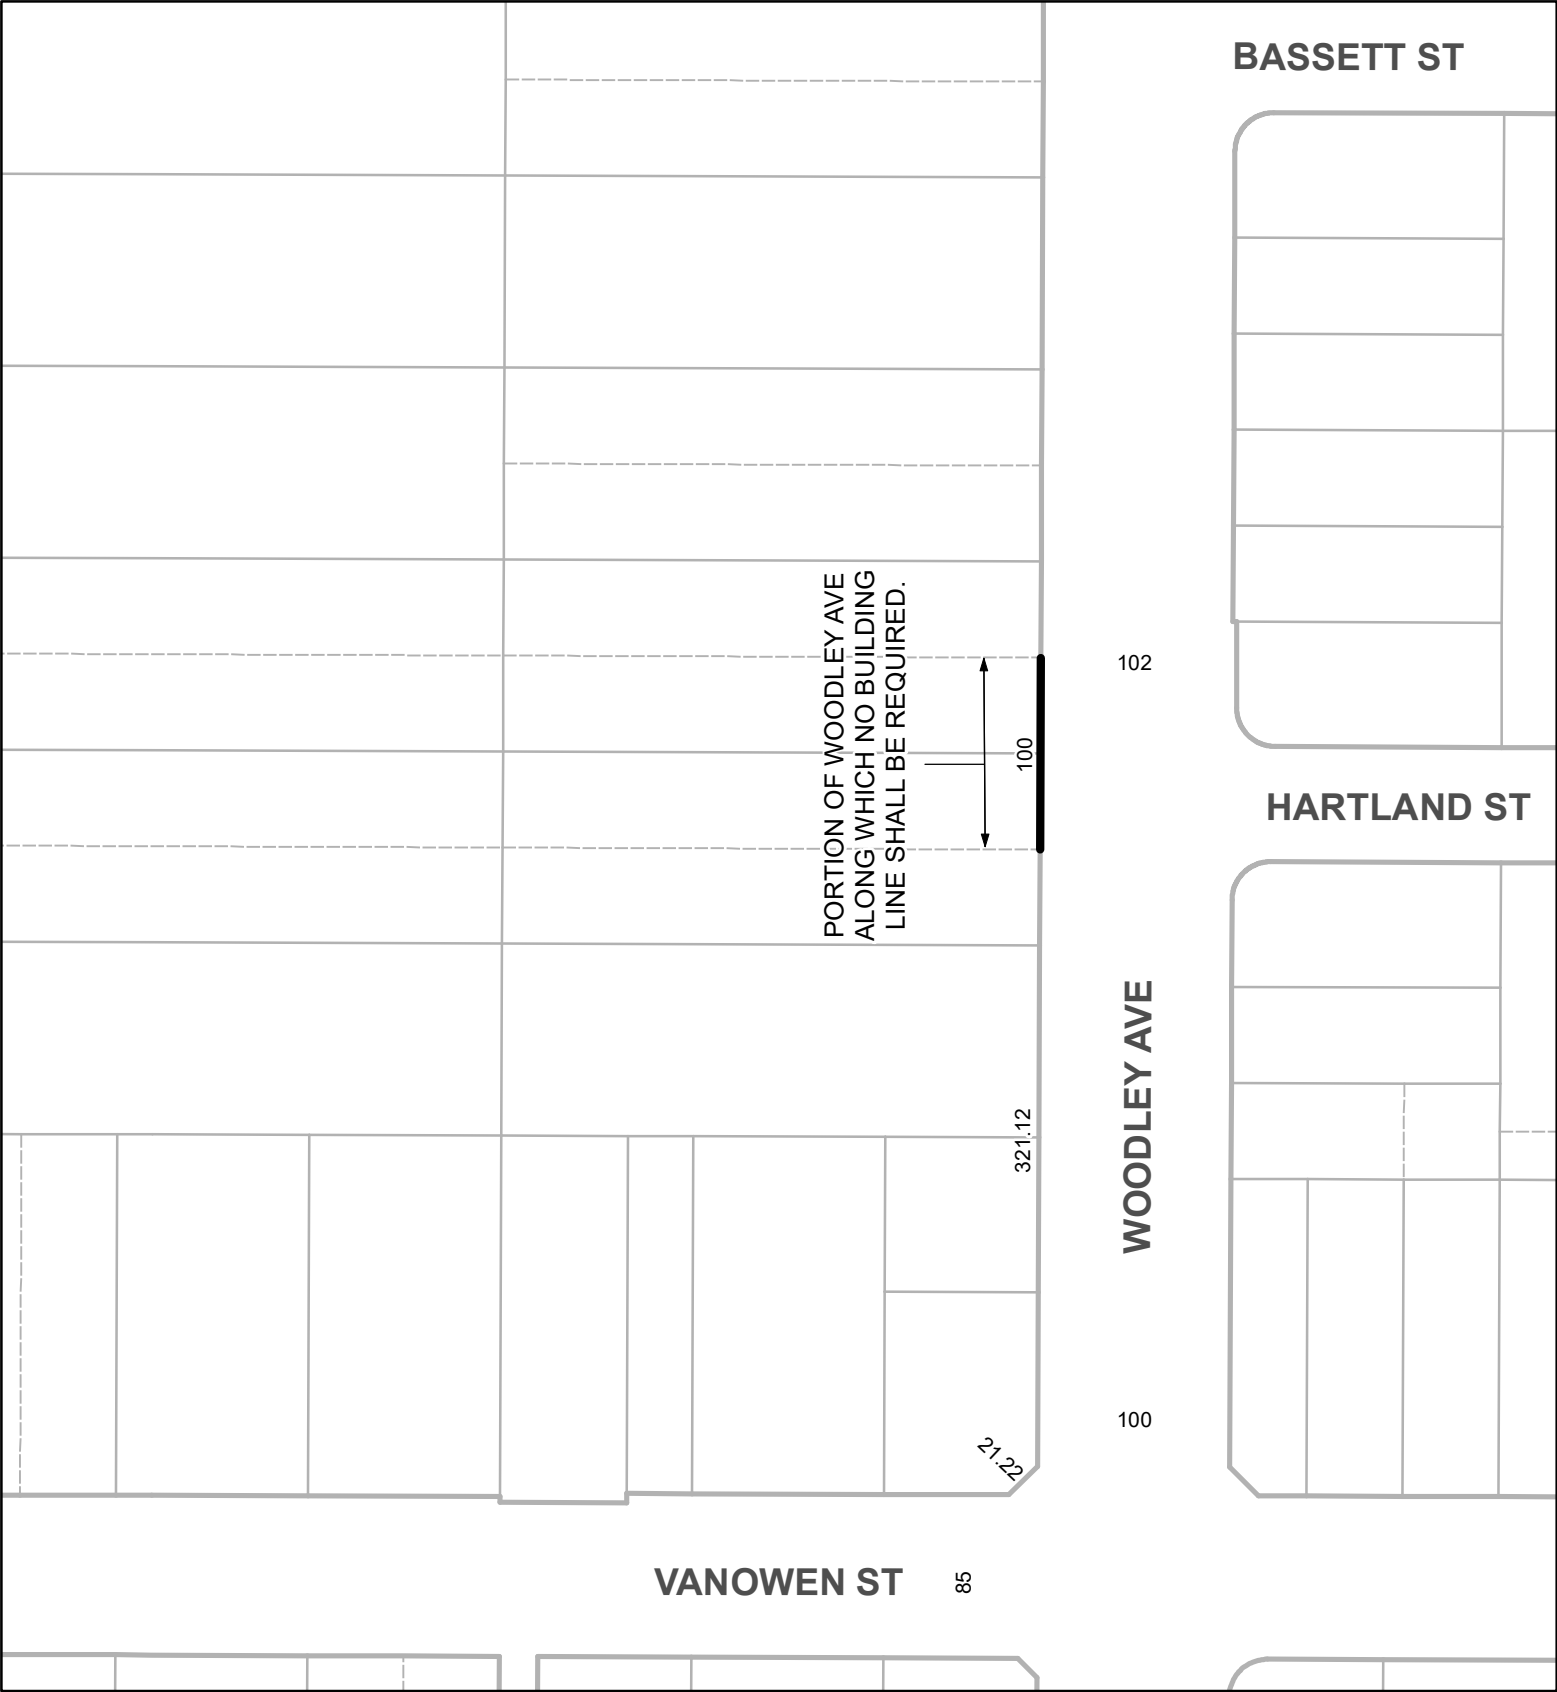 BASSETT ST
PORTION OF WOODLEY AVE
ALONG WHICH NO BUILDING
LINE SHALL BE REQUIRED.
100
102
HARTLAND ST
WOODLEY AVE
321.12
100
21.22
VANOWEN ST
85